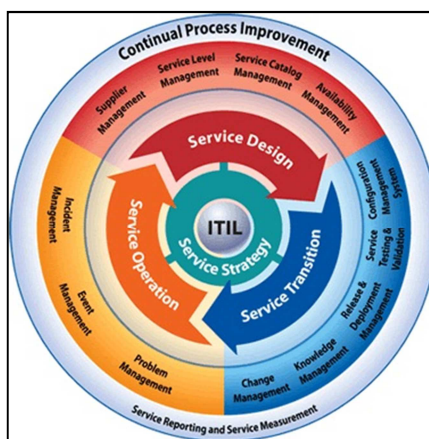 Continual Process Improvement
Supplier
Management
Service Level
Management
Service Catalog
Management
Availability
Management
Service Design
Configuration
Management
System
Service
Testing &
Validation
Release &
Deployment
Management
Knowledge
Management
Change
Management
Service Transition
ITIL
Service Strategy
Service Operation
Incident
Management
Event
Management
Problem
Management
Service Reporting and Service Measurement